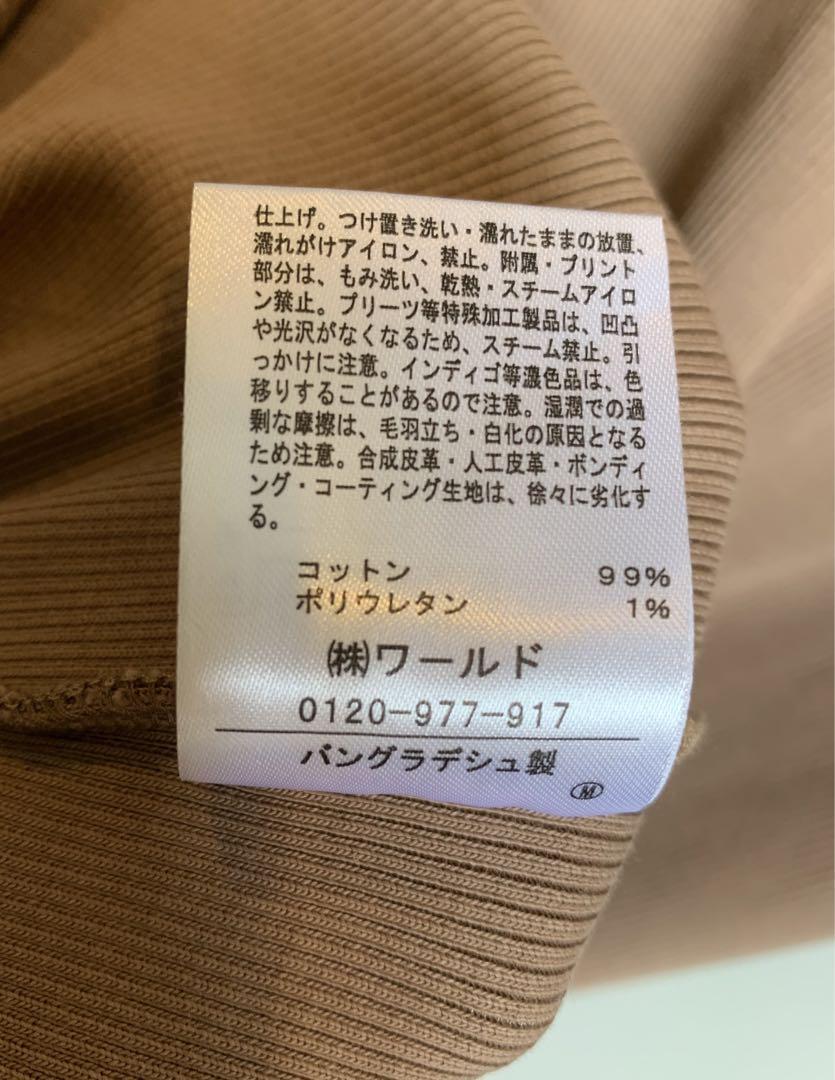 仕上げ。つけ置き洗い・濡れたままの放置、
濡れがけアイロン、禁止。附属・プリント
部分は、もみ洗い、乾熱・スチームアイロ
ン禁止。プリーツ等特殊加工製品は、凹凸
や光沢がなくなるため、スチーム禁止。引
っかけに注意。インディゴ等濃色品は、色
移りすることがあるので注意。湿潤での過
剰な摩擦は、毛羽立ち・白化の原因となる
ため注意。合成皮革・人工皮革・ボンディ
ング・コーティング生地は、徐々に劣化す
る。
コットン 99%
ポリウレタン 1%
㈱ワールド
0120-977-917
バングラデシュ製
Ⓜ